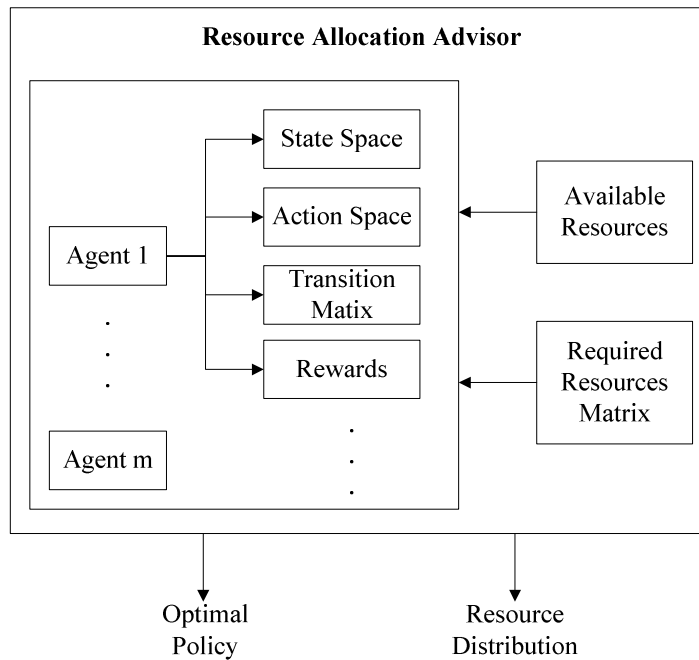 Resource Allocation Advisor
State Space
Action Space
Agent 1
Transition
Matix
Rewards
Agent m
Available
Resources
Required
Resources
Matrix
Optimal
Policy
Resource
Distribution